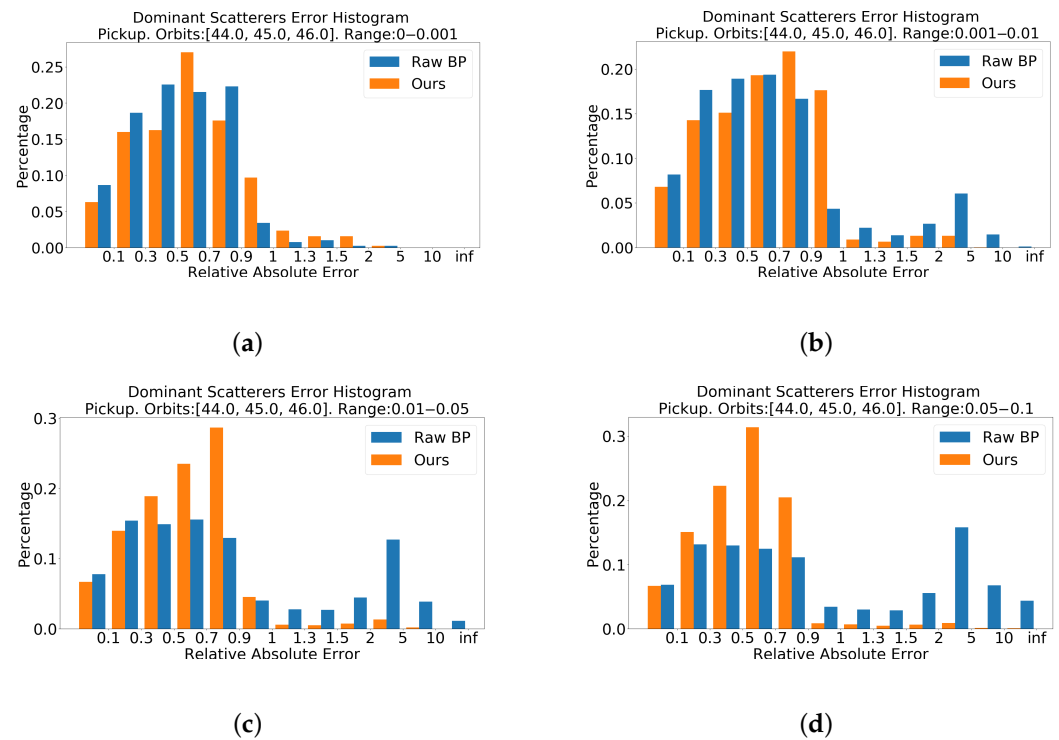 Dominant Scatterers Error Histogram
Pickup. Orbits:[44.0, 45.0, 46.0]. Range:0−0.001
Percentage
0.25
0.20
0.15
0.10
0.05
0.00
Raw BP
Ours
0.1 0.3 0.5 0.7 0.9 1 1.3 1.5 2 5 10 inf
Relative Absolute Error
(a)
Dominant Scatterers Error Histogram
Pickup. Orbits:[44.0, 45.0, 46.0]. Range:0.001−0.01
Percentage
0.20
0.15
0.10
0.05
0.00
Raw BP
Ours
0.1 0.3 0.5 0.7 0.9 1 1.3 1.5 2 5 10 inf
Relative Absolute Error
(b)
Dominant Scatterers Error Histogram
Pickup. Orbits:[44.0, 45.0, 46.0]. Range:0.01−0.05
Percentage
0.3
0.2
0.1
0.0
Raw BP
Ours
0.1 0.3 0.5 0.7 0.9 1 1.3 1.5 2 5 10 inf
Relative Absolute Error
(c)
Dominant Scatterers Error Histogram
Pickup. Orbits:[44.0, 45.0, 46.0]. Range:0.05−0.1
Percentage
0.3
0.2
0.1
0.0
Raw BP
Ours
0.1 0.3 0.5 0.7 0.9 1 1.3 1.5 2 5 10 inf
Relative Absolute Error
(d)